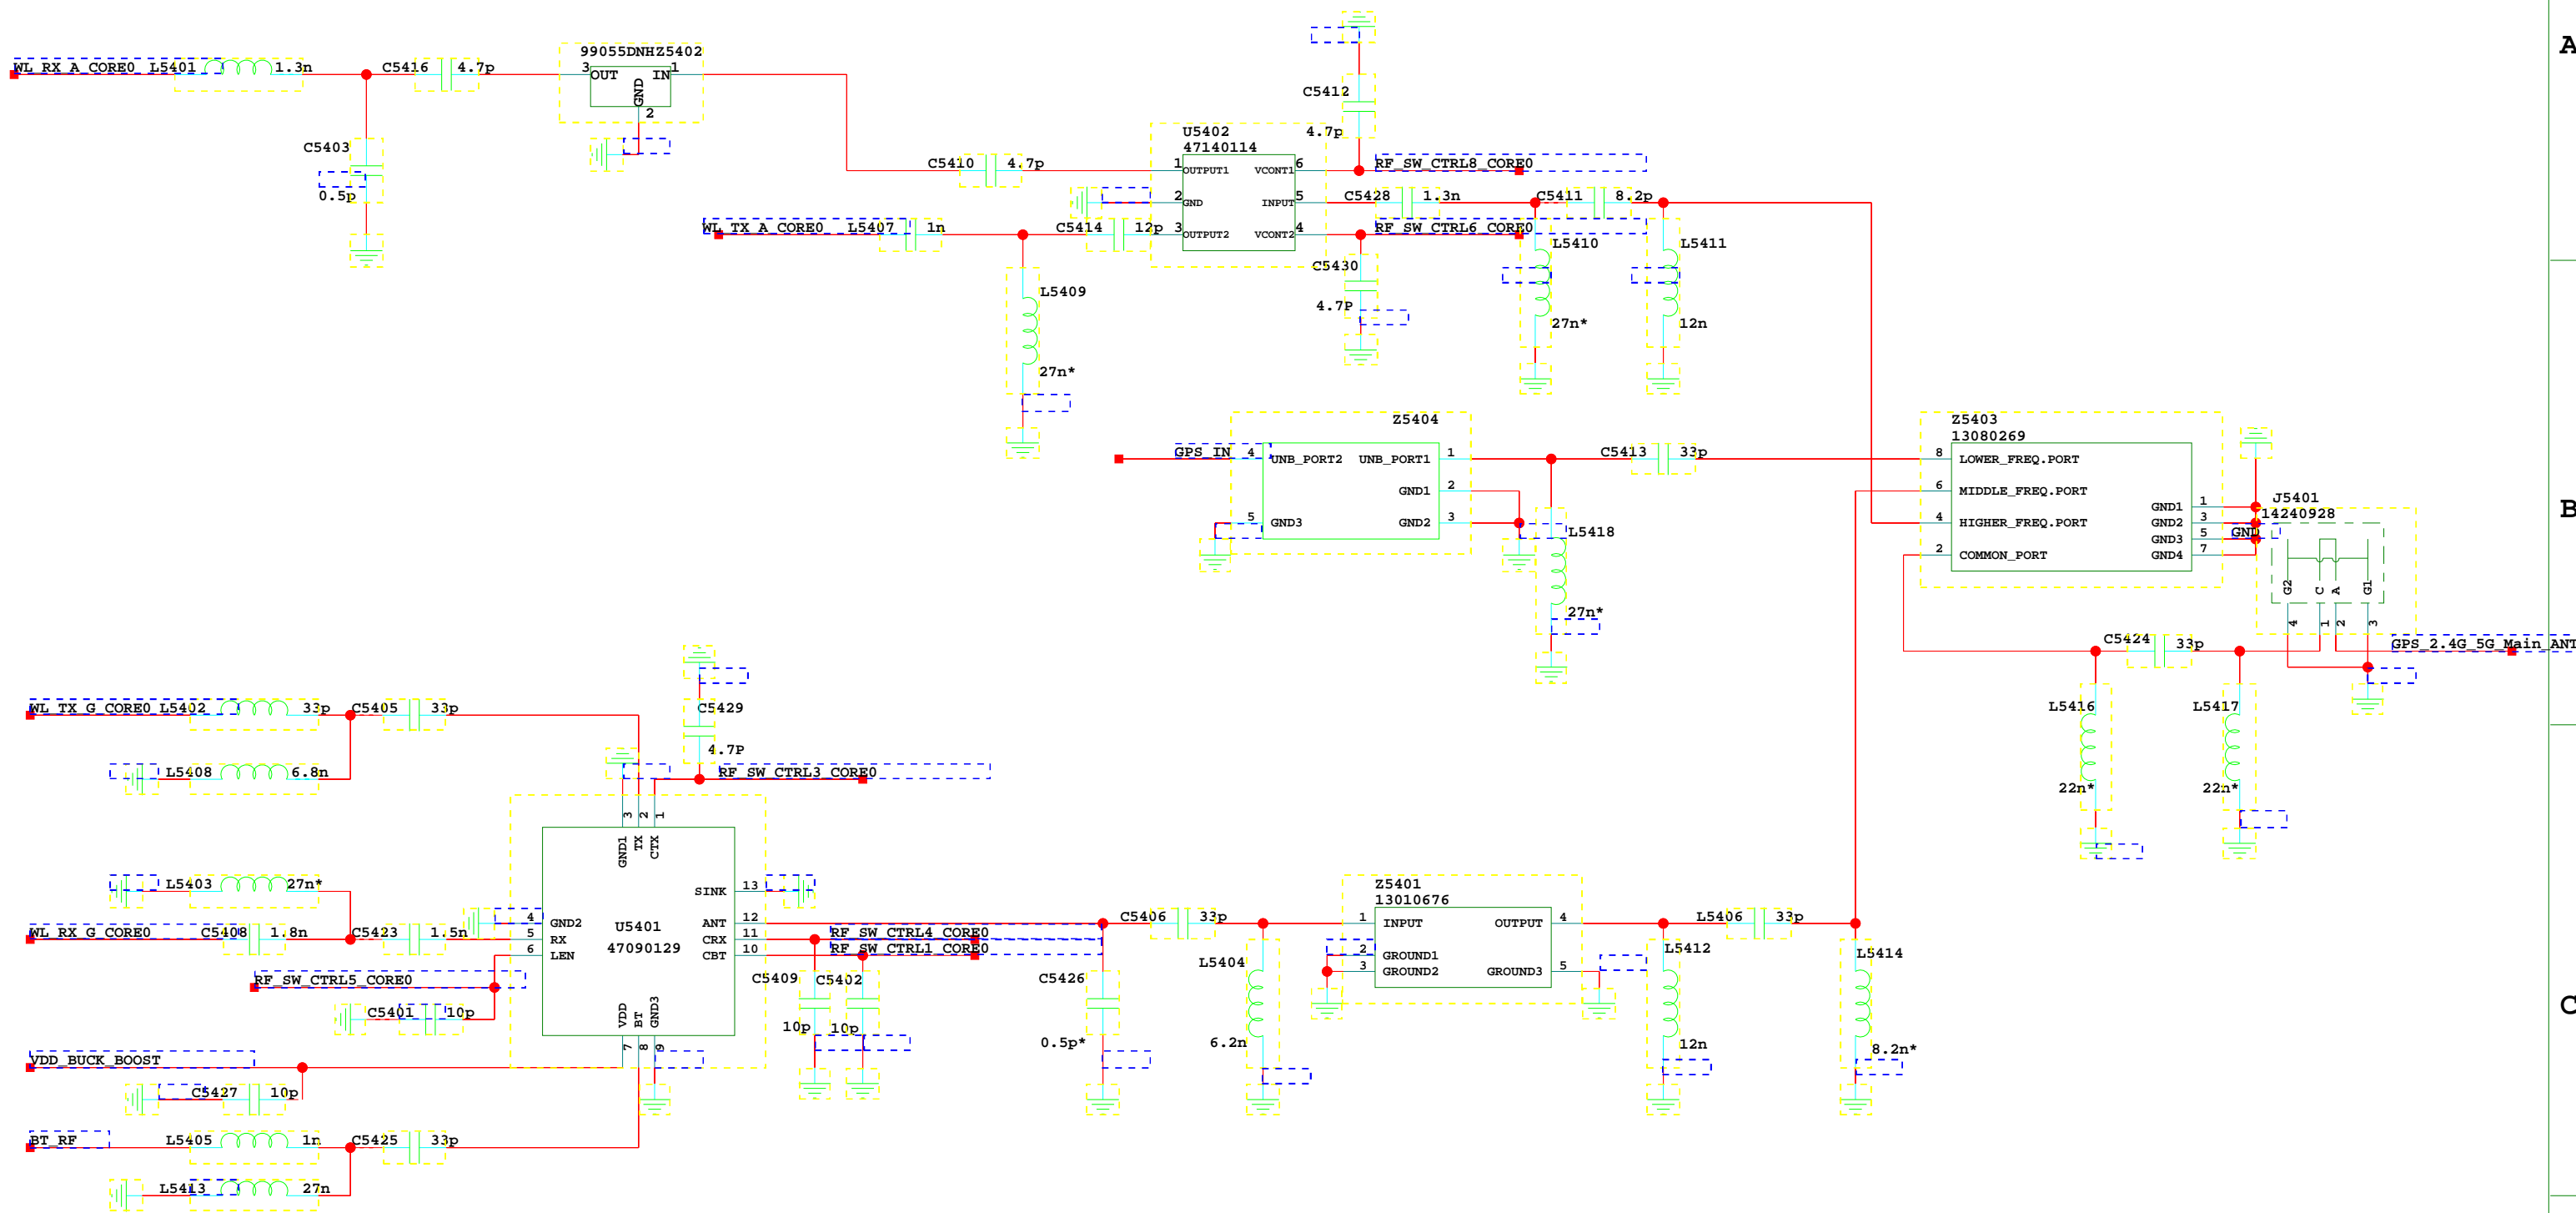 A
99055DNHZ5402
WL_RX_A_CORE0 L5401 1.3n C5416 4.7p 3 OUT IN 1
GND
2
C5403
0.5p
C5412
4.7p
U5402
47140114
C5410 4.7p 1 OUTPUT1 VCONT1 6 RF_SW_CTRL8_CORE0
2 GND INPUT 5 C5428 1.3n C5411 8.2p
WL_TX_A_CORE0 L5407 1n C5414 12p 3 OUTPUT2 VCONT2 4 RF_SW_CTRL6_CORE0
L5410 L5411
C5430
L5409
4.7P
27n* 12n
27n*
Z5404 Z5403
13080269
GPS_IN 4 UNB_PORT2 UNB_PORT1 1 C5413 33p 8 LOWER_FREQ.PORT
GND1 2 6 MIDDLE_FREQ.PORT
5 GND3 GND2 3 4 HIGHER_FREQ.PORT
2 COMMON_PORT
GND1 1
GND2 3
GND3 5
GND4 7
GND
J5401
14240928
B
G2 C A G1
4 1 2 3
L5418
27n*
C5424 33p GPS_2.4G_5G_Main_ANT
L5416 L5417
22n* 22n*
WL_TX_G_CORE0 L5402 33p C5405 33p C5429
4.7P
L5408 6.8n RF_SW_CTRL3_CORE0
3 2 1
GND1 TX CTX
L5403 27n* SINK 13
4 GND2 U5401 ANT 12
WL_RX_G_CORE0 C5408 1.8n C5423 1.5n 5 RX 47090129 CRX 11 RF_SW_CTRL4_CORE0
6 LEN CBT 10 RF_SW_CTRL1_CORE0
RF_SW_CTRL5_CORE0
C5401 10p
VDD BT GND3
7 8 9
C5409 C5402
10p 10p
C5426
0.5p*
C5406 33p
L5404
6.2n
Z5401
13010676
1 INPUT OUTPUT 4
2 GROUND1
3 GROUND2 GROUND3 5
L5406 33p
L5412
12n
L5414
8.2n*
C
VDD_BUCK_BOOST
C5427 10p
BT_RF L5405 1n C5425 33p
L5413 27n